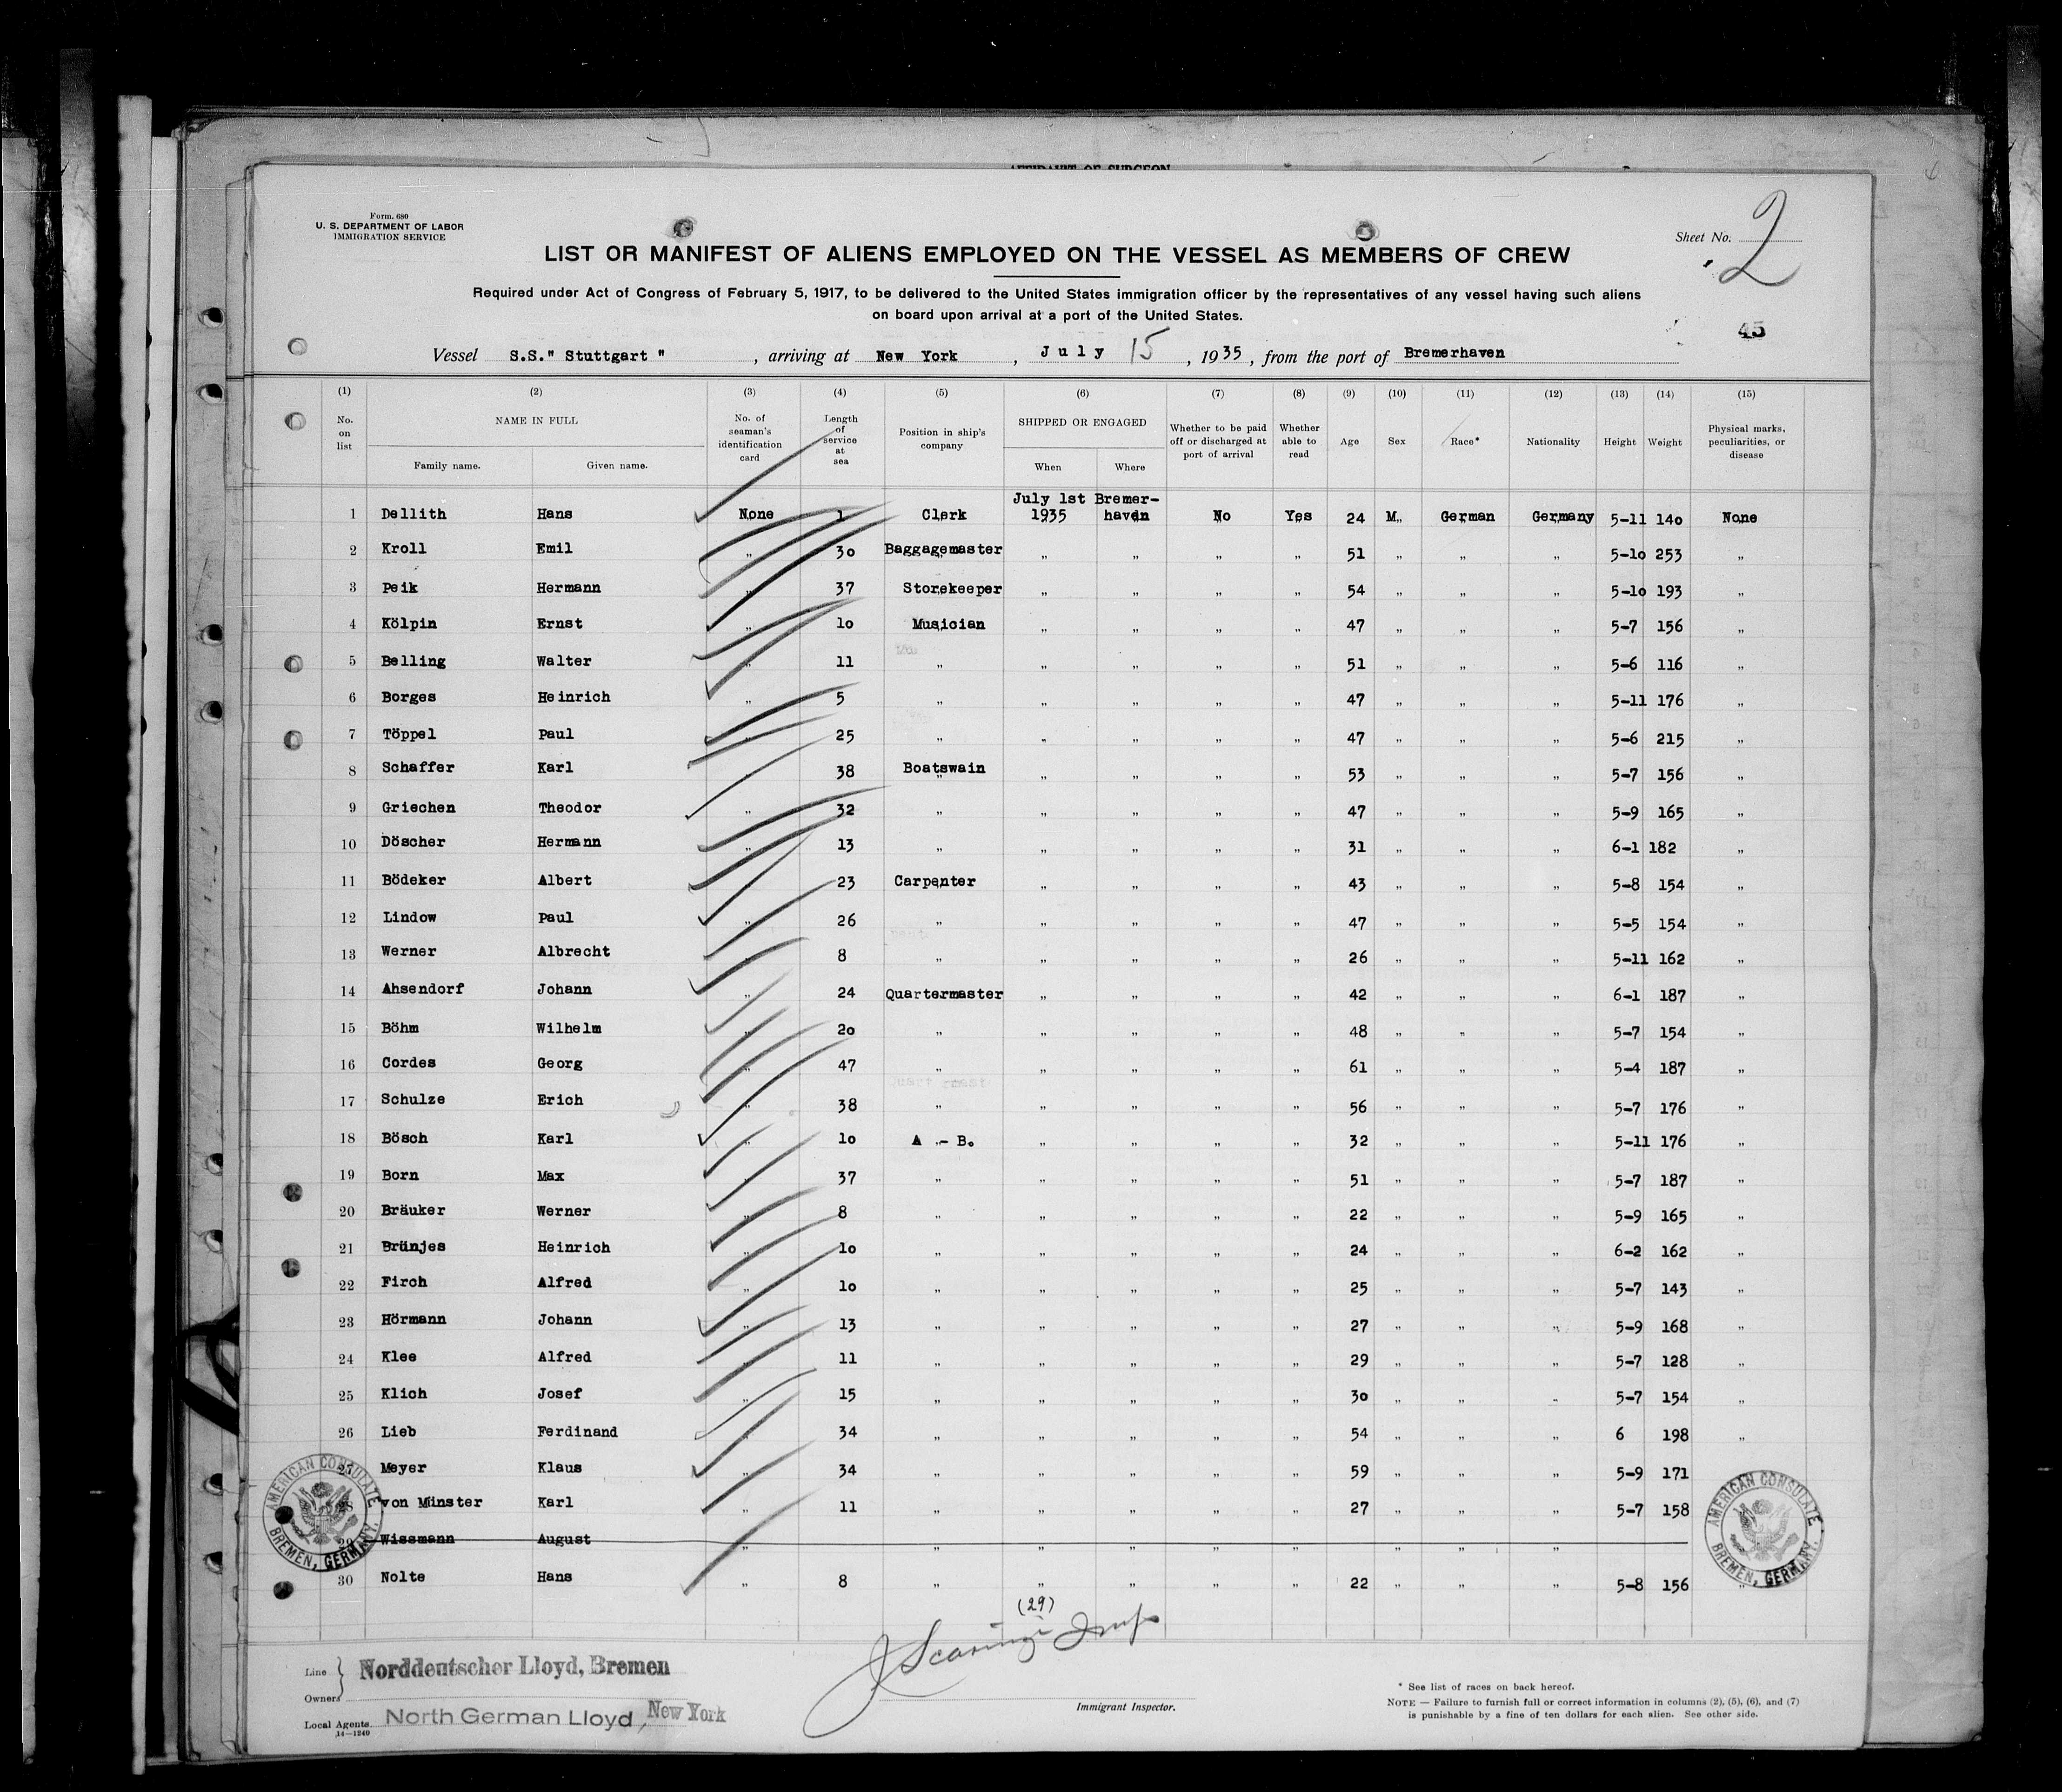 AFFIDAVIT OF SURGEON
Form. 680
U. S. DEPARTMENT OF LABOR
IMMIGRATION SERVICE
Sheet No. 2
LIST OR MANIFEST OF ALIENS EMPLOYED ON THE VESSEL AS MEMBERS OF CREW
Required under Act of Congress of February 5, 1917, to be delivered to the United States immigration officer by the representatives of any vessel having such aliens
on board upon arrival at a port of the United States.
45
Vessel S.S." Stuttgart " , arriving at New York , July 15 , 1935 , from the port of Bremerhaven
(1) (2) (3) (4) (5) (6) (7) (8) (9) (10) (11) (12) (13) (14) (15)
No. on list NAME IN FULL Family name. Given name. No. of seaman's identification card Length of service at sea Position in ship's company SHIPPED OR ENGAGED When Where Whether to be paid off or discharged at port of arrival Whether able to read Age Sex Race* Nationality Height Weight Physical marks, peculiarities, or disease
July 1st Bremer-
1 Dellith Hans None 1 Clerk 1935 haven No Yes 24 M. German Germany 5-11 140 None
2 Kroll Emil „ 30 Baggagemaster „ „ „ „ 51 „ „ „ 5-10 253 „
3 Peik Hermann „ 37 Storekeeper „ „ „ „ 54 „ „ „ 5-10 193 „
4 Kölpin Ernst „ 10 Musician „ „ „ „ 47 „ „ „ 5-7 156 „
5 Belling Walter „ 11 „ „ „ „ „ 51 „ „ „ 5-6 116 „
6 Borges Heinrich „ 5 „ „ „ „ „ 47 „ „ „ 5-11 176 „
7 Töppel Paul „ 25 „ „ „ „ „ 47 „ „ „ 5-6 215 „
8 Schaffer Karl „ 38 Boatswain „ „ „ „ 53 „ „ „ 5-7 156 „
9 Griechen Theodor „ 32 „ „ „ „ „ 47 „ „ „ 5-9 165 „
10 Döscher Hermann „ 13 „ „ „ „ „ 31 „ „ „ 6-1 182 „
11 Bödeker Albert „ 23 Carpenter „ „ „ „ 43 „ „ „ 5-8 154 „
12 Lindow Paul „ 26 „ „ „ „ „ 47 „ „ „ 5-5 154 „
13 Werner Albrecht „ 8 „ „ „ „ „ 26 „ „ „ 5-11 162 „
14 Ahsendorf Johann „ 24 Quartermaster „ „ „ „ 42 „ „ „ 6-1 187 „
15 Böhm Wilhelm „ 20 „ „ „ „ „ 48 „ „ „ 5-7 154 „
16 Cordes Georg „ 47 „ „ „ „ „ 61 „ „ „ 5-4 187 „
17 Schulze Erich „ 38 „ „ „ „ „ 56 „ „ „ 5-7 176 „
18 Bösch Karl „ 10 A - B. „ „ „ „ 32 „ „ „ 5-11 176 „
19 Born Max „ 37 „ „ „ „ „ 51 „ „ „ 5-7 187 „
20 Bräuker Werner „ 8 „ „ „ „ „ 22 „ „ „ 5-9 165 „
21 Brünjes Heinrich „ 10 „ „ „ „ „ 24 „ „ „ 6-2 162 „
22 Firch Alfred „ 10 „ „ „ „ „ 25 „ „ „ 5-7 143 „
23 Hörmann Johann „ 13 „ „ „ „ „ 27 „ „ „ 5-9 168 „
24 Klee Alfred „ 11 „ „ „ „ „ 29 „ „ „ 5-7 128 „
25 Klich Josef „ 15 „ „ „ „ „ 30 „ „ „ 5-7 154 „
26 Lieb Ferdinand „ 34 „ „ „ „ „ 54 „ „ „ 6 198 „
27 Meyer Klaus „ 34 „ „ „ „ „ 59 „ „ „ 5-9 171
28 von Münster Karl „ 11 „ „ „ „ „ 27 „ „ „ 5-7 158
29 Wissmann August „ „ „ „ „ „ „ „ „
30 Nolte Hans „ 8 „ „ „ „ „ 22 „ „ „ 5-8 156 „
AMERICAN CONSULATE BREMEN, GERMANY.
AMERICAN CONSULATE BREMEN, GERMANY.
(29)
Line Norddeutscher Lloyd, Bremen
Owners
Local Agents North German Lloyd, New York
14-1240
Immigrant Inspector.
* See list of races on back hereof.
NOTE — Failure to furnish full or correct information in columns (2), (5), (6), and (7)
is punishable by a fine of ten dollars for each alien. See other side.